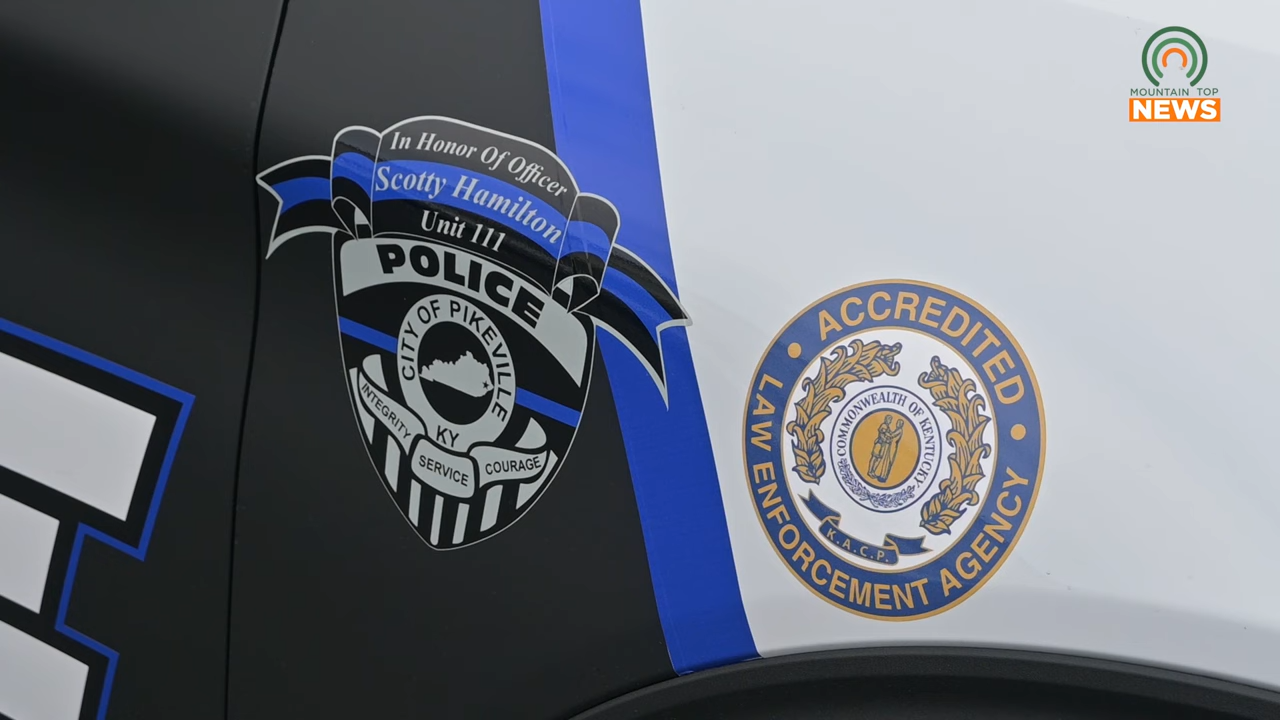 MOUNTAIN TOP
NEWS
In Honor Of Officer
Scotty Hamilton
Unit 111
POLICE
CITY OF PIKEVILLE
KY
INTEGRITY
SERVICE
COURAGE
ACCREDITED
LAW ENFORCEMENT AGENCY
COMMONWEALTH OF KENTUCKY
K.A.C.P.